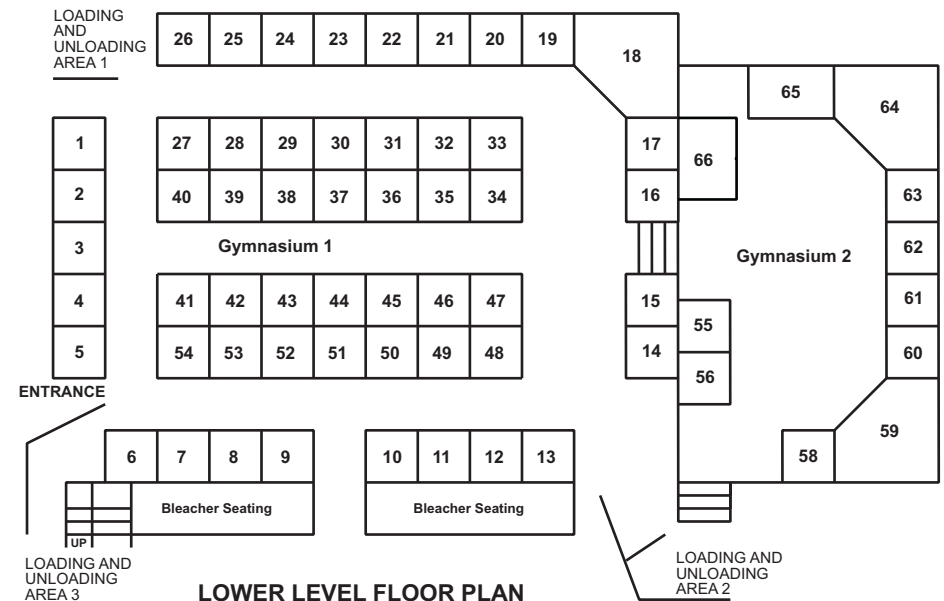 LOADING
AND
UNLOADING
AREA 1
26 25 24 23 22 21 20 19 18
65 64
1 27 28 29 30 31 32 33 17 66
2 40 39 38 37 36 35 34 16 63
3 Gymnasium 1 Gymnasium 2 62
4 41 42 43 44 45 46 47 15 55 61
5 54 53 52 51 50 49 48 14 56 60
ENTRANCE
59
6 7 8 9 10 11 12 13 58
Bleacher Seating Bleacher Seating
UP
LOADING AND
UNLOADING
AREA 3
LOWER LEVEL FLOOR PLAN
LOADING AND
UNLOADING
AREA 2